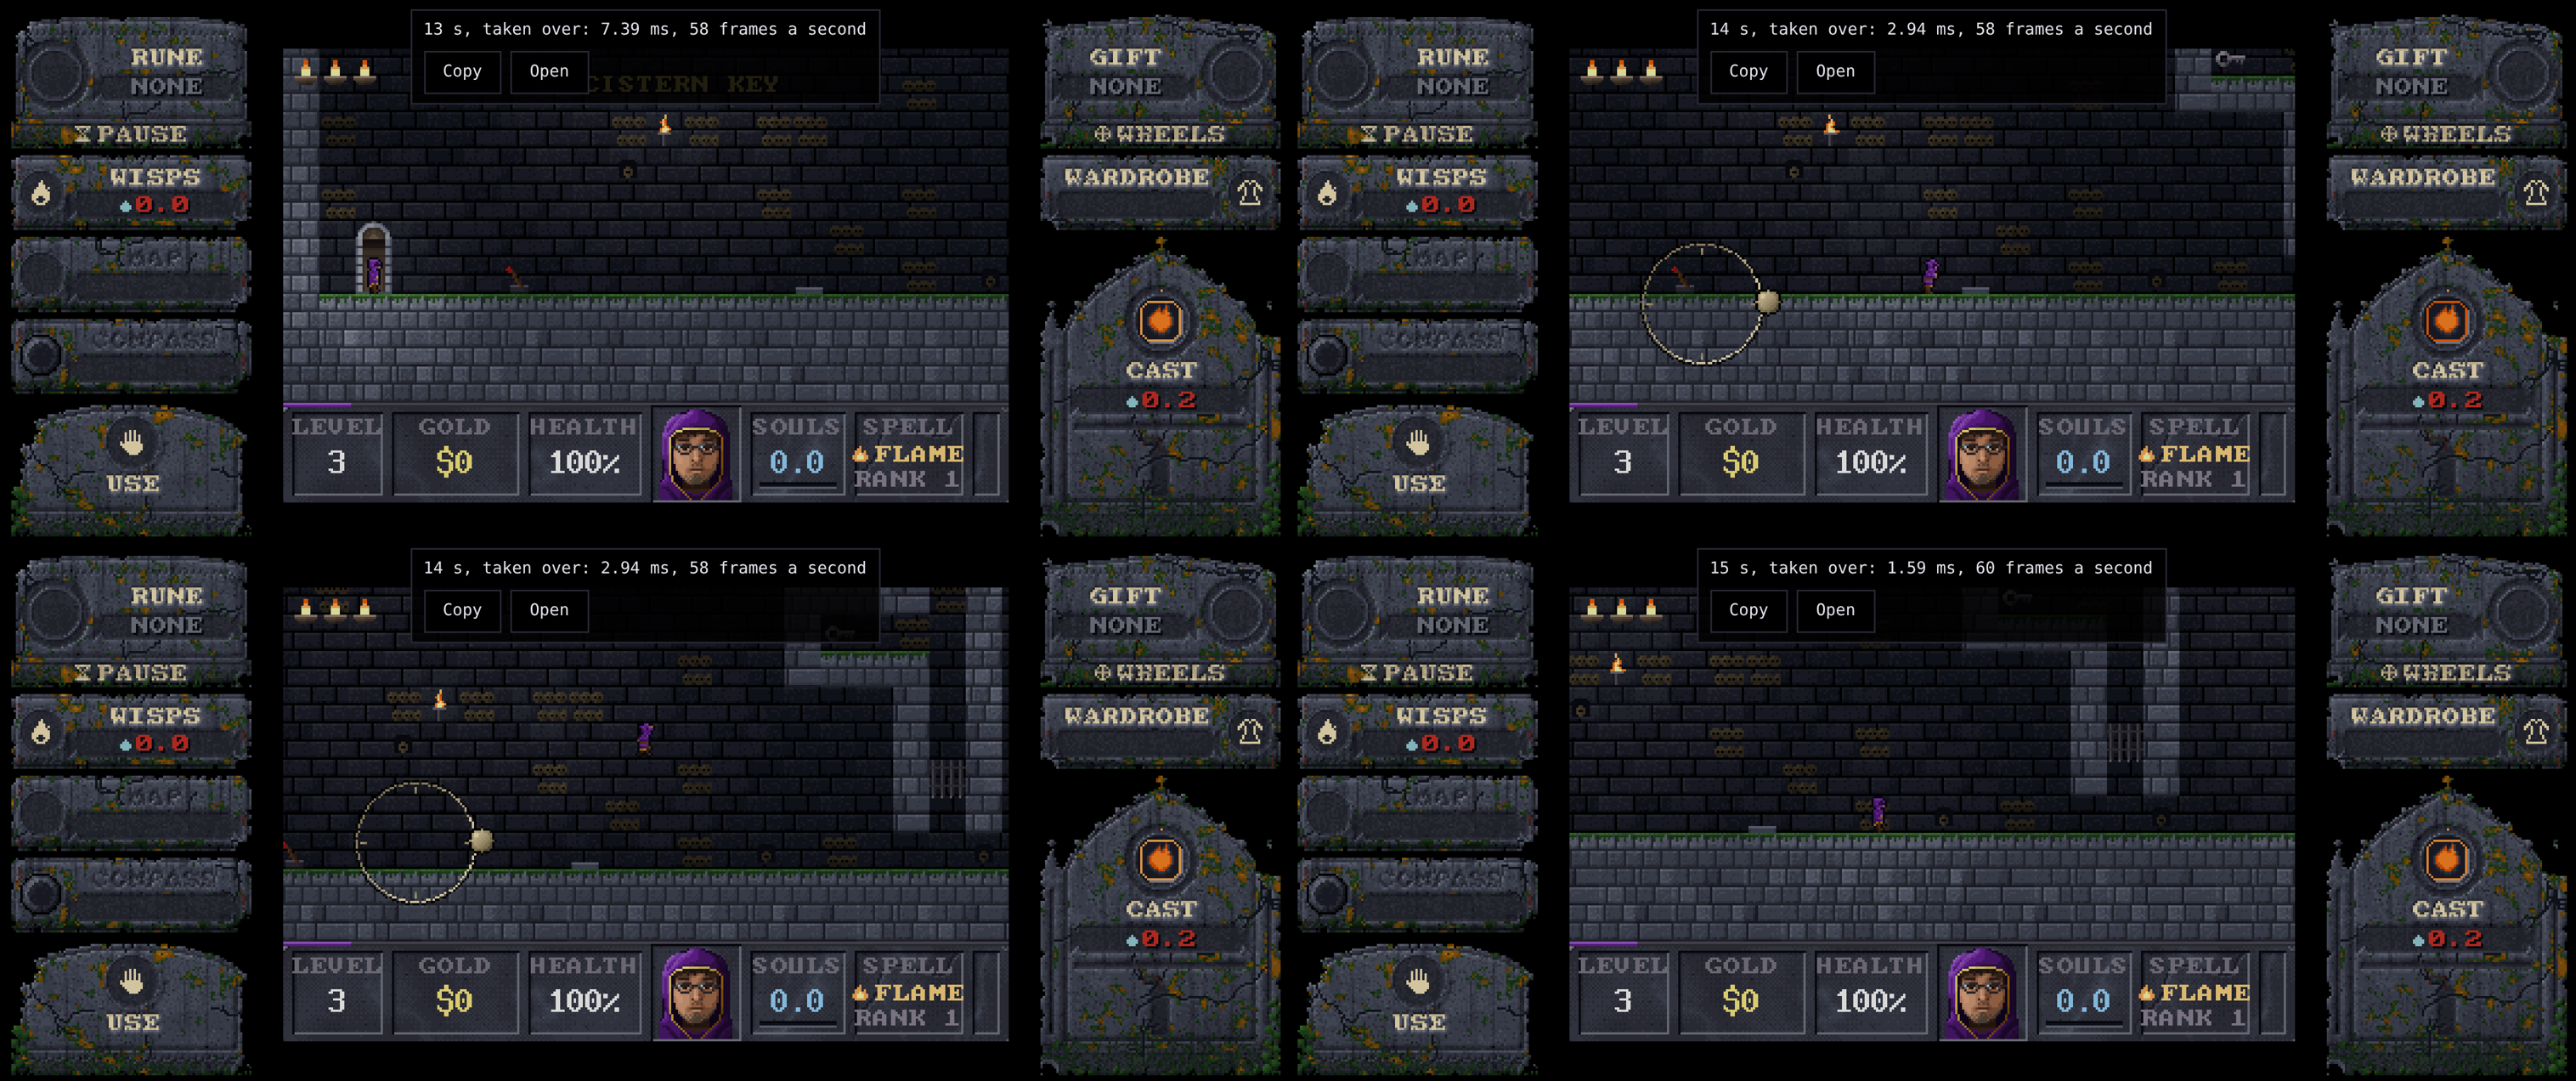 RUNE
NONE
PAUSE
WISPS
0.0
MAP
COMPASS
USE
13 s, taken over: 7.39 ms, 58 frames a second
Copy
Open
CISTERN KEY
LEVEL
GOLD
HEALTH
SOULS
SPELL
3
$0
100%
0.0
FLAME
RANK 1
GIFT
NONE
WHEELS
WARDROBE
CAST
0.2
RUNE
NONE
PAUSE
WISPS
0.0
MAP
COMPASS
USE
14 s, taken over: 2.94 ms, 58 frames a second
Copy
Open
LEVEL
GOLD
HEALTH
SOULS
SPELL
3
$0
100%
0.0
FLAME
RANK 1
GIFT
NONE
WHEELS
WARDROBE
CAST
0.2
RUNE
NONE
PAUSE
WISPS
0.0
MAP
COMPASS
USE
14 s, taken over: 2.94 ms, 58 frames a second
Copy
Open
LEVEL
GOLD
HEALTH
SOULS
SPELL
3
$0
100%
0.0
FLAME
RANK 1
GIFT
NONE
WHEELS
WARDROBE
CAST
0.2
RUNE
NONE
PAUSE
WISPS
0.0
MAP
COMPASS
USE
15 s, taken over: 1.59 ms, 60 frames a second
Copy
Open
LEVEL
GOLD
HEALTH
SOULS
SPELL
3
$0
100%
0.0
FLAME
RANK 1
GIFT
NONE
WHEELS
WARDROBE
CAST
0.2